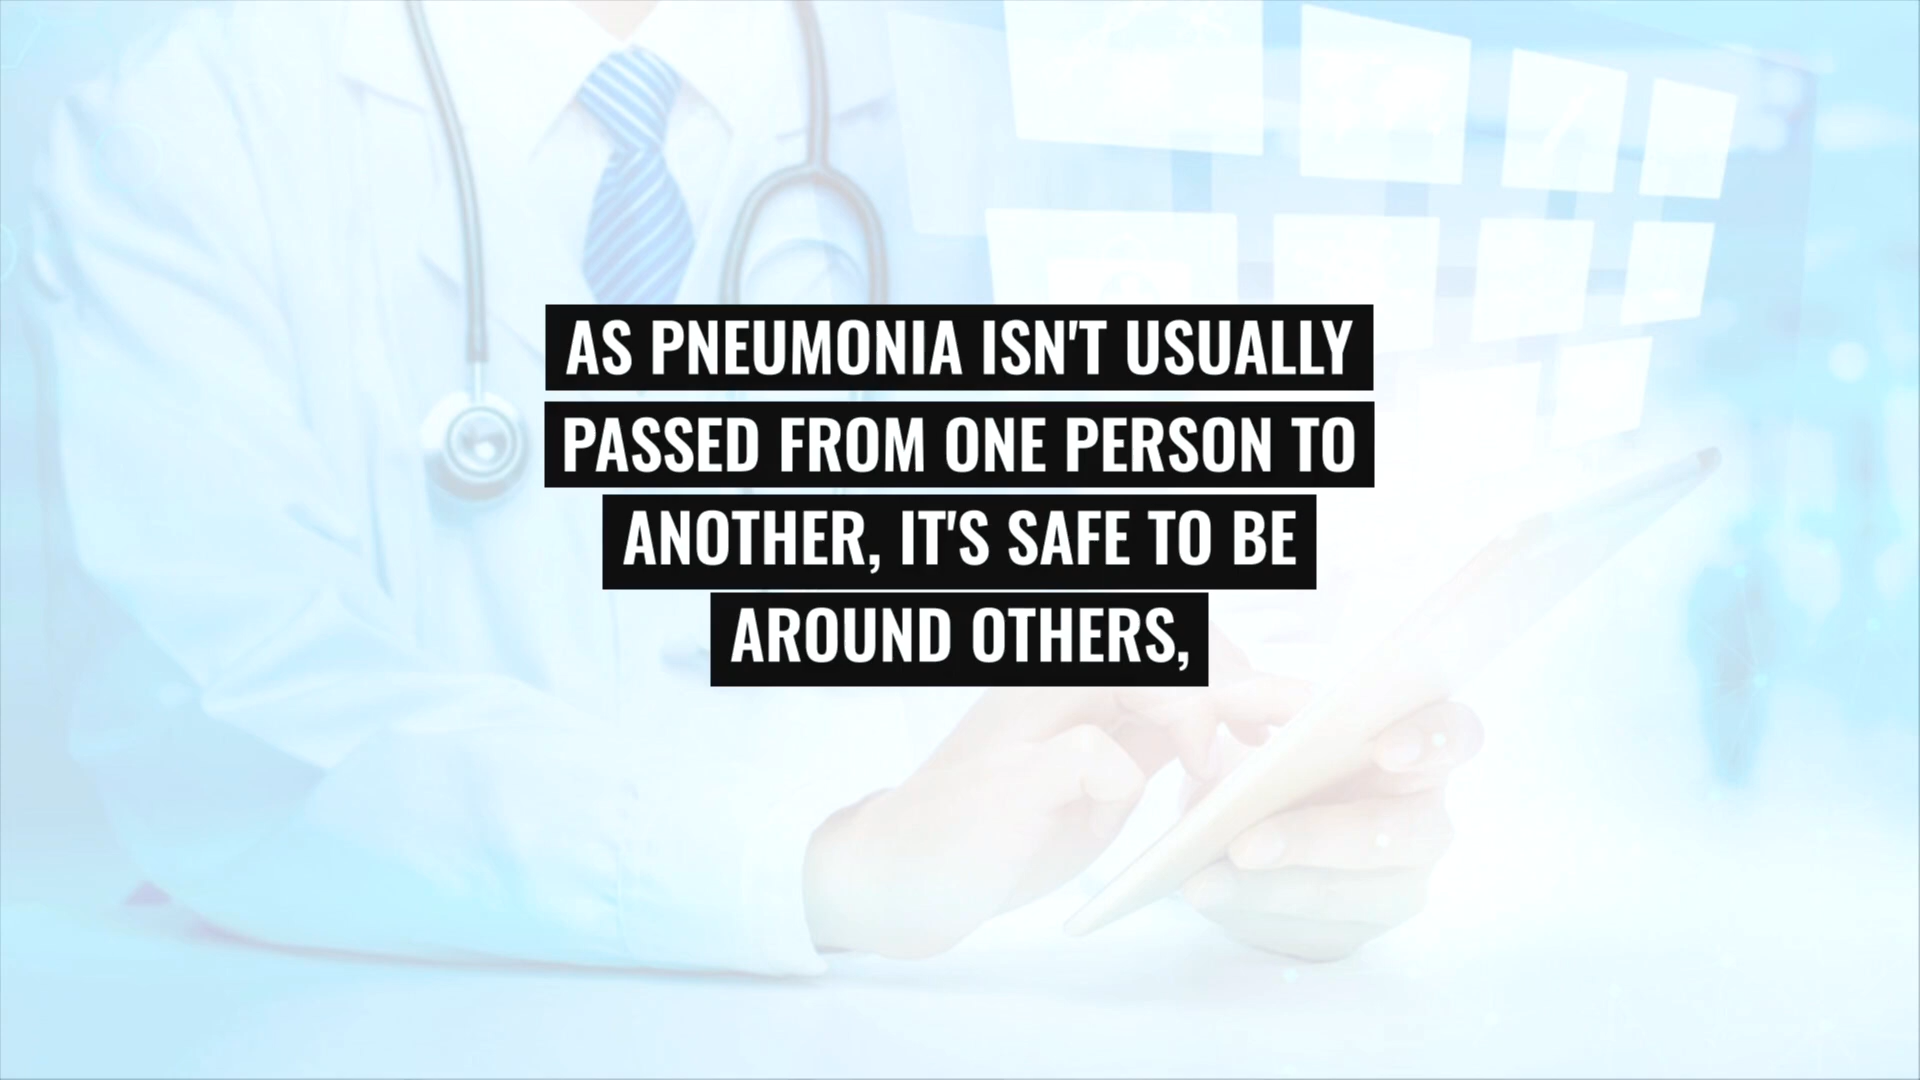 AS PNEUMONIA ISN'T USUALLY
PASSED FROM ONE PERSON TO
ANOTHER, IT'S SAFE TO BE
AROUND OTHERS,